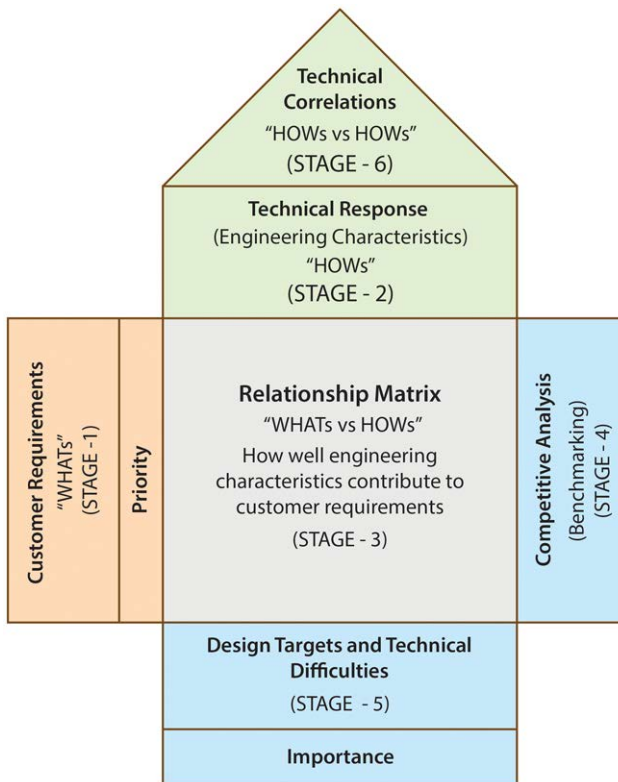 Technical
Correlations
“HOWs vs HOWs”
(STAGE - 6)
Technical Response
(Engineering Characteristics)
“HOWs”
(STAGE - 2)
Customer Requirements
“WHATs”
(STAGE -1)
Priority
Relationship Matrix
“WHATs vs HOWs”
How well engineering
characteristics contribute to
customer requirements
(STAGE - 3)
Competitive Analysis
(Benchmarking)
(STAGE - 4)
Design Targets and Technical
Difficulties
(STAGE  - 5)
Importance